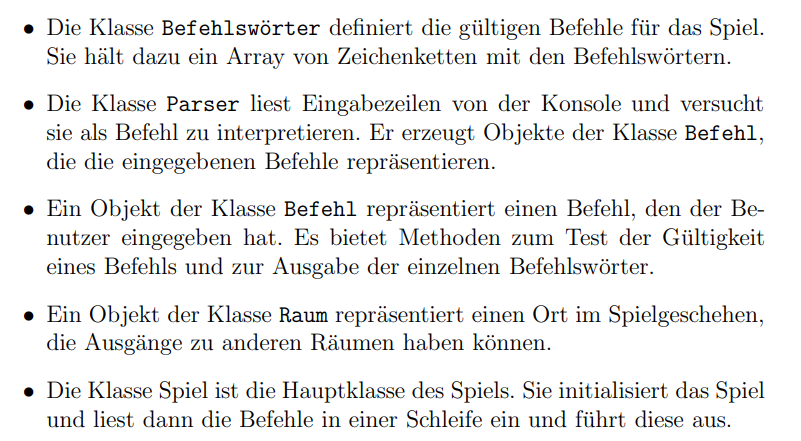 • Die Klasse Befehlswörter definiert die gültigen Befehle für das Spiel.
Sie hält dazu ein Array von Zeichenketten mit den Befehlswörtern.
• Die Klasse Parser liest Eingabezeilen von der Konsole und versucht
sie als Befehl zu interpretieren. Er erzeugt Objekte der Klasse Befehl,
die die eingegebenen Befehle repräsentieren.
• Ein Objekt der Klasse Befehl repräsentiert einen Befehl, den der Be-
nutzer eingegeben hat. Es bietet Methoden zum Test der Gültigkeit
eines Befehls und zur Ausgabe der einzelnen Befehlswörter.
• Ein Objekt der Klasse Raum repräsentiert einen Ort im Spielgeschehen,
die Ausgänge zu anderen Räumen haben können.
• Die Klasse Spiel ist die Hauptklasse des Spiels. Sie initialisiert das Spiel
und liest dann die Befehle in einer Schleife ein und führt diese aus.